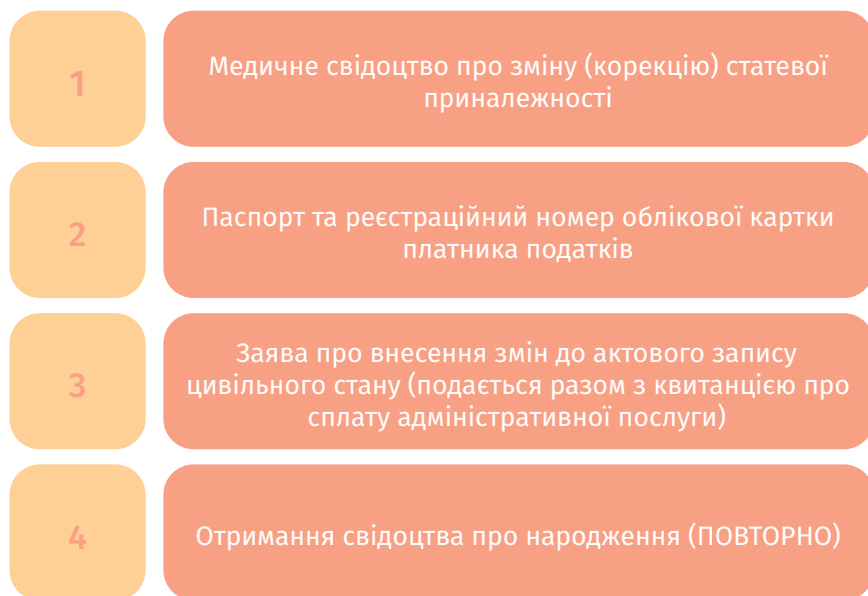 1
Медичне свідоцтво про зміну (корекцію) статевої
приналежності
2
Паспорт та реєстраційний номер облікової картки
платника податків
3
Заява про внесення змін до актового запису
цивільного стану (подається разом з квитанцією про
сплату адміністративної послуги)
4
Отримання свідоцтва про народження (ПОВТОРНО)